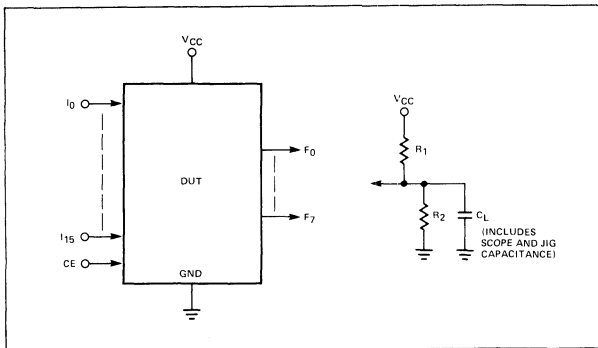 VCC
I0
F0
DUT
F7
I15
CE
GND
VCC
R1
R2
CL
(INCLUDES
SCOPE AND JIG
CAPACITANCE)